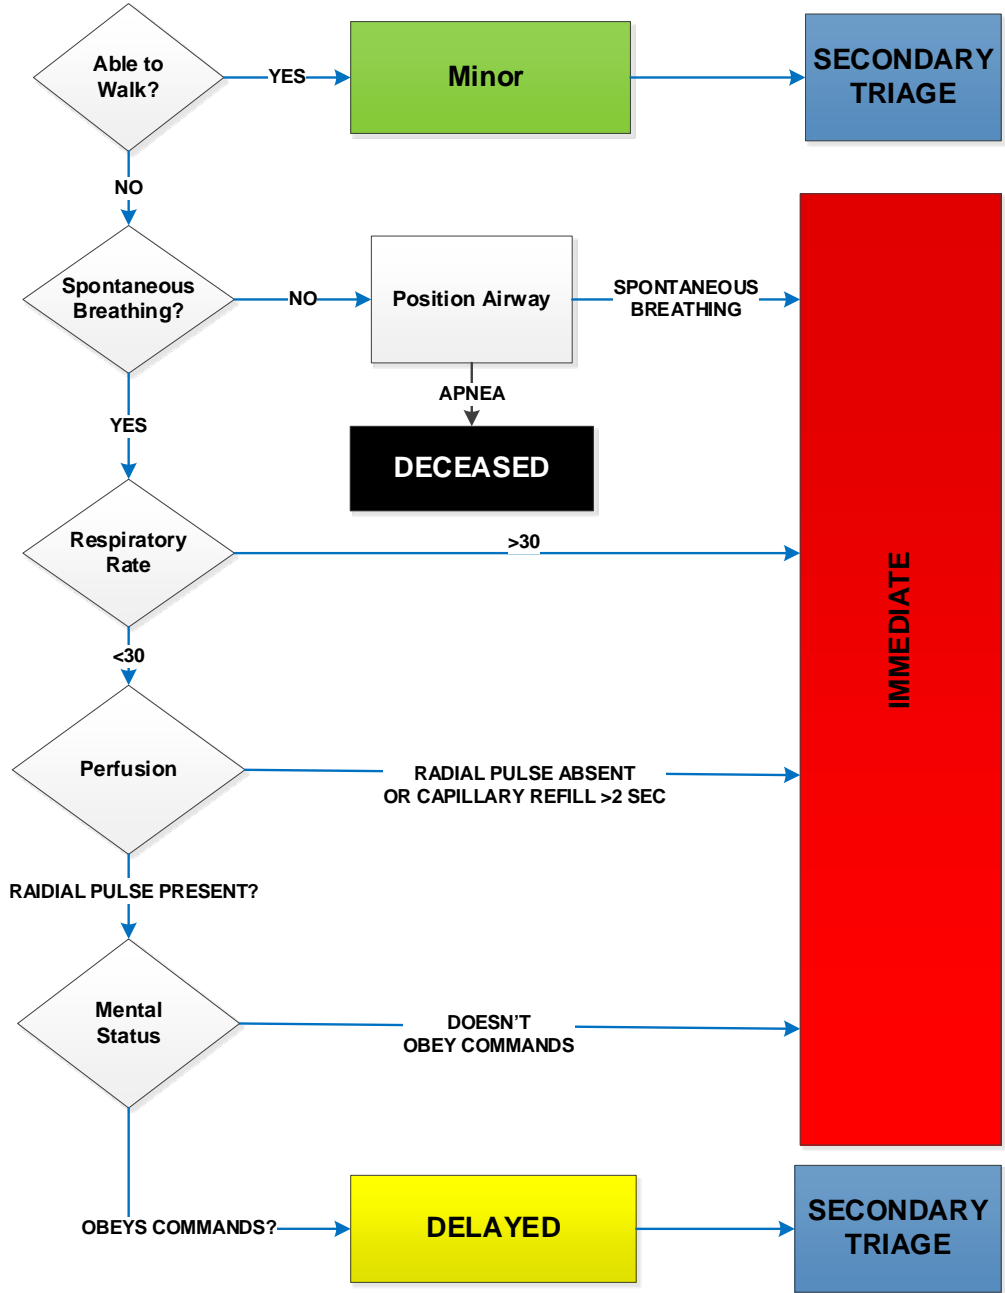 Able to
Walk?
YES
Minor
SECONDARY
TRIAGE
NO
Spontaneous
Breathing?
NO
Position Airway
SPONTANEOUS
BREATHING
APNEA
DECEASED
YES
Respiratory
Rate
>30
IMMEDIATE
<30
Perfusion
RADIAL PULSE ABSENT
OR CAPILLARY REFILL >2 SEC
RAIDIAL PULSE PRESENT?
Mental
Status
DOESN'T
OBEY COMMANDS
OBEYS COMMANDS?
DELAYED
SECONDARY
TRIAGE